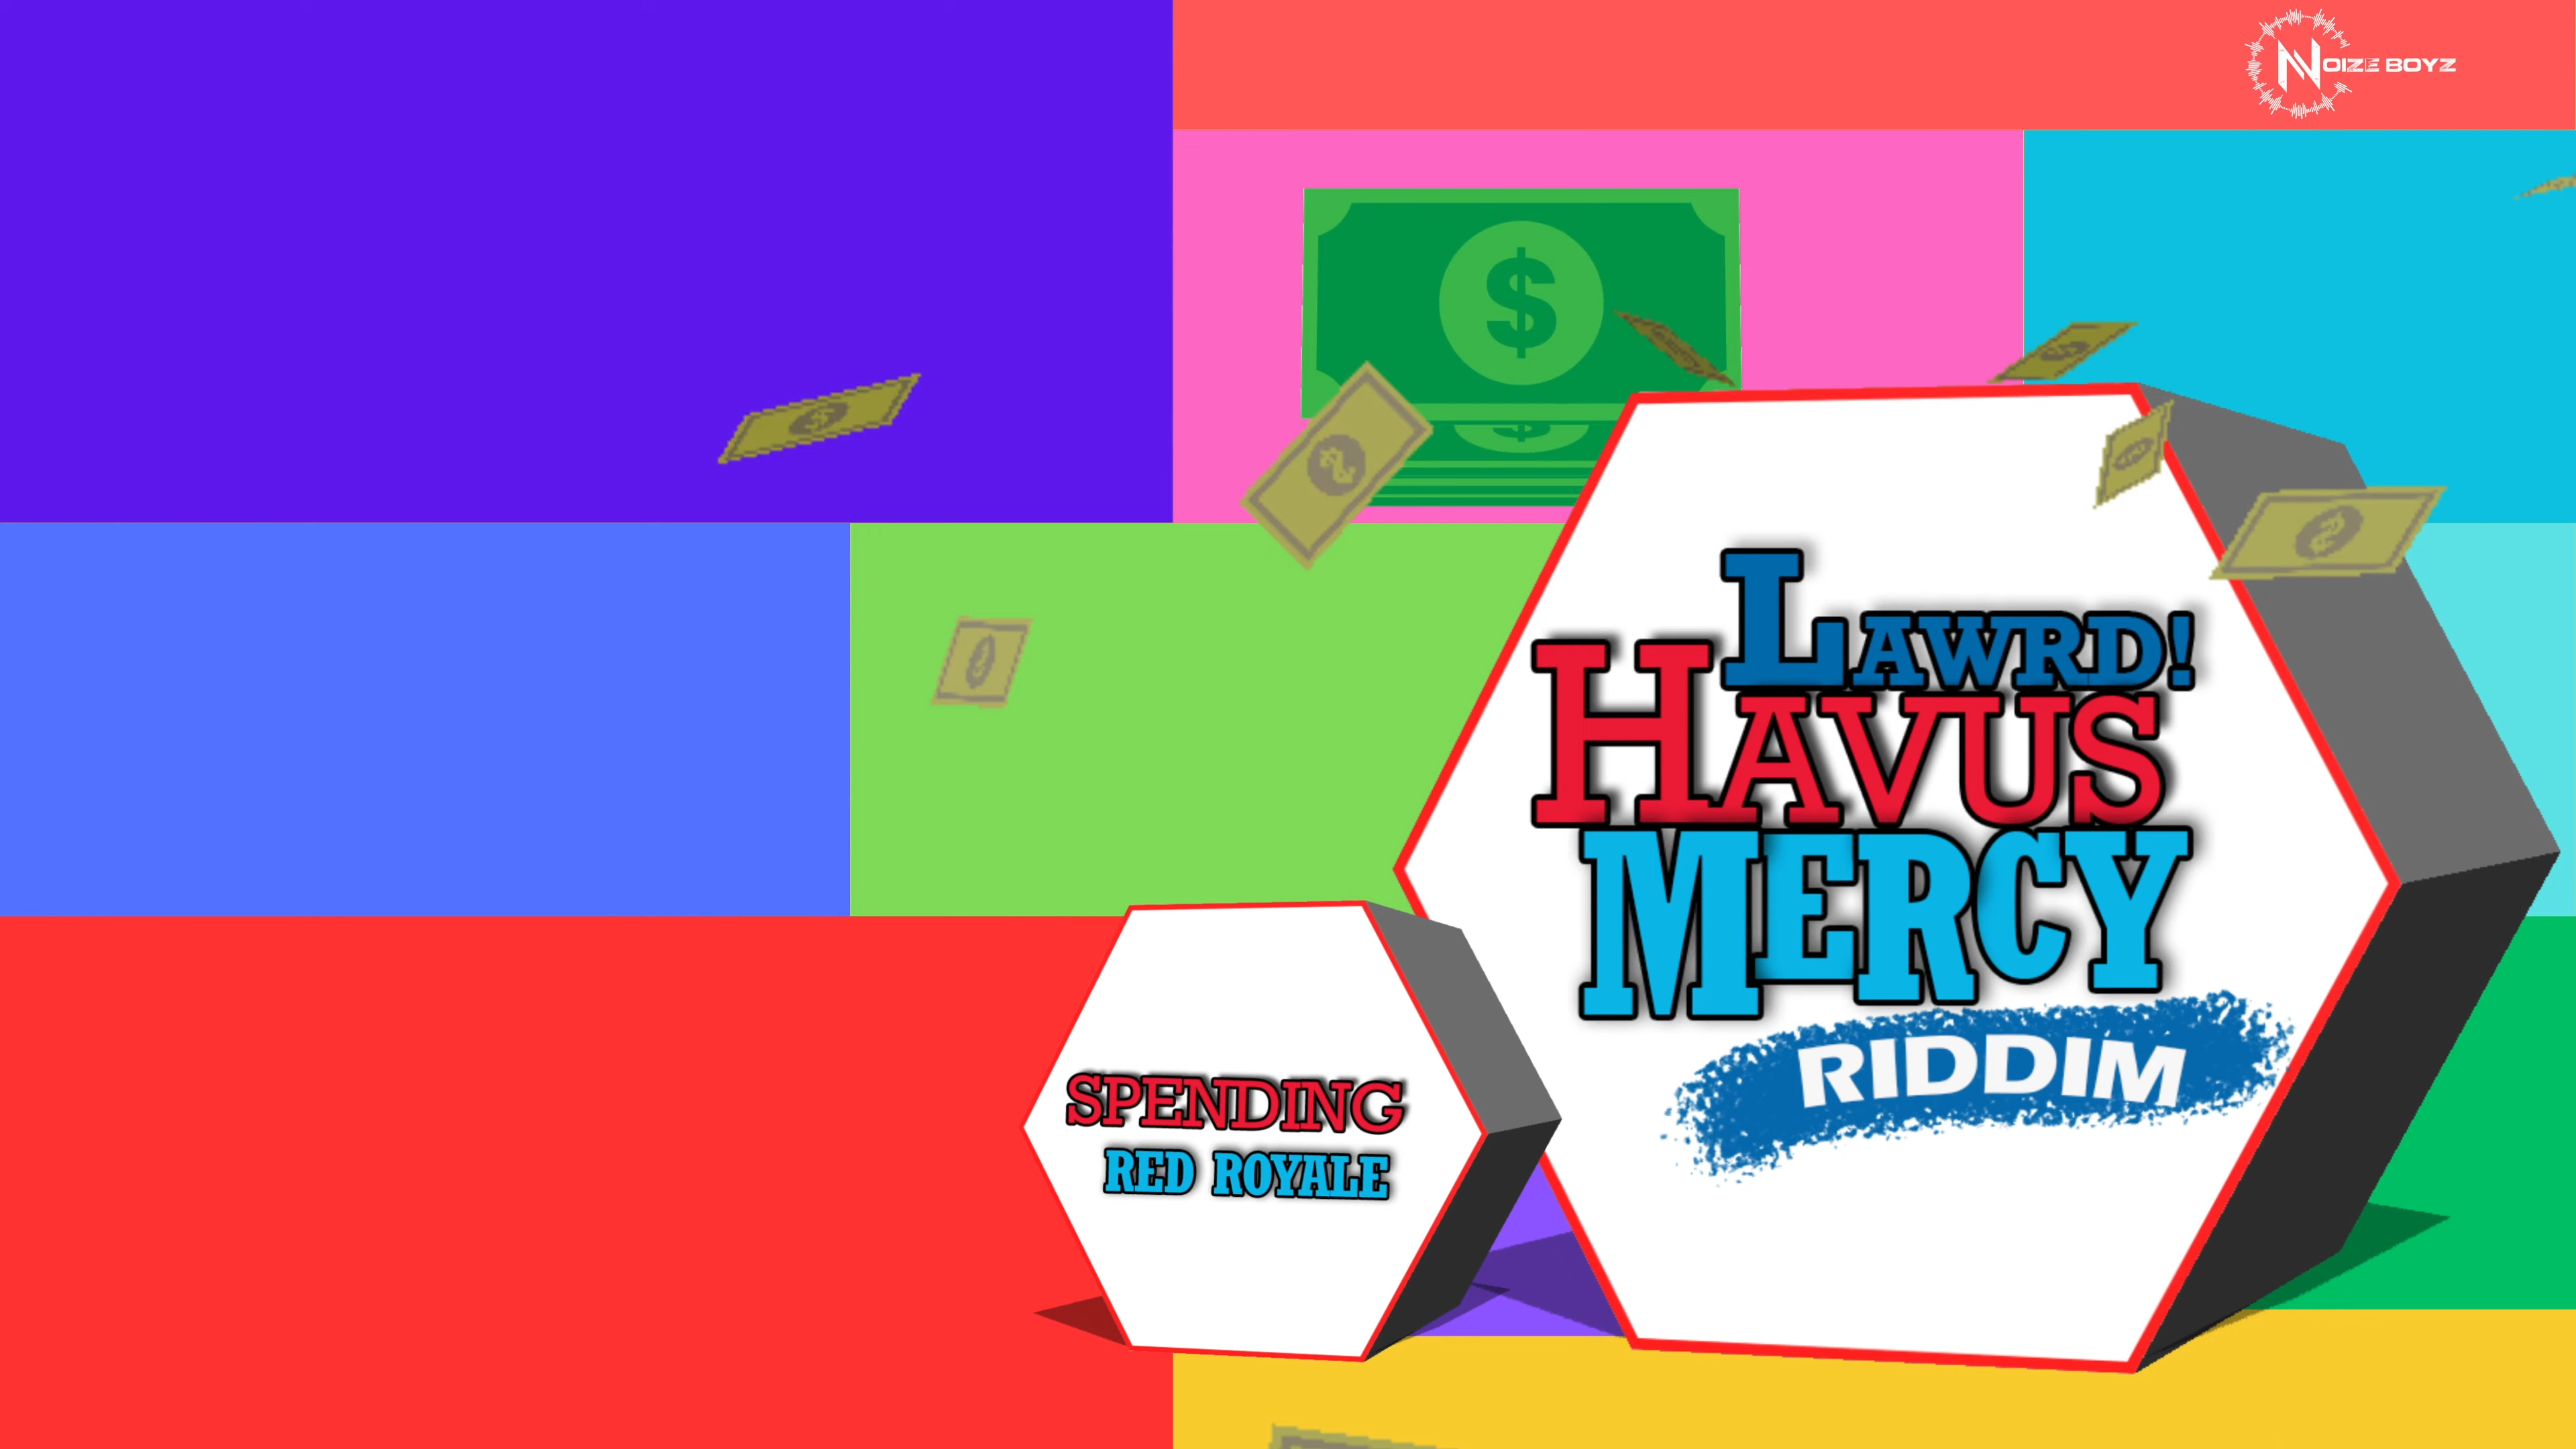 NOIZE BOYZ
$
LAWRD!
HAVUS
MERCY
RIDDIM
SPENDING
RED ROYALE